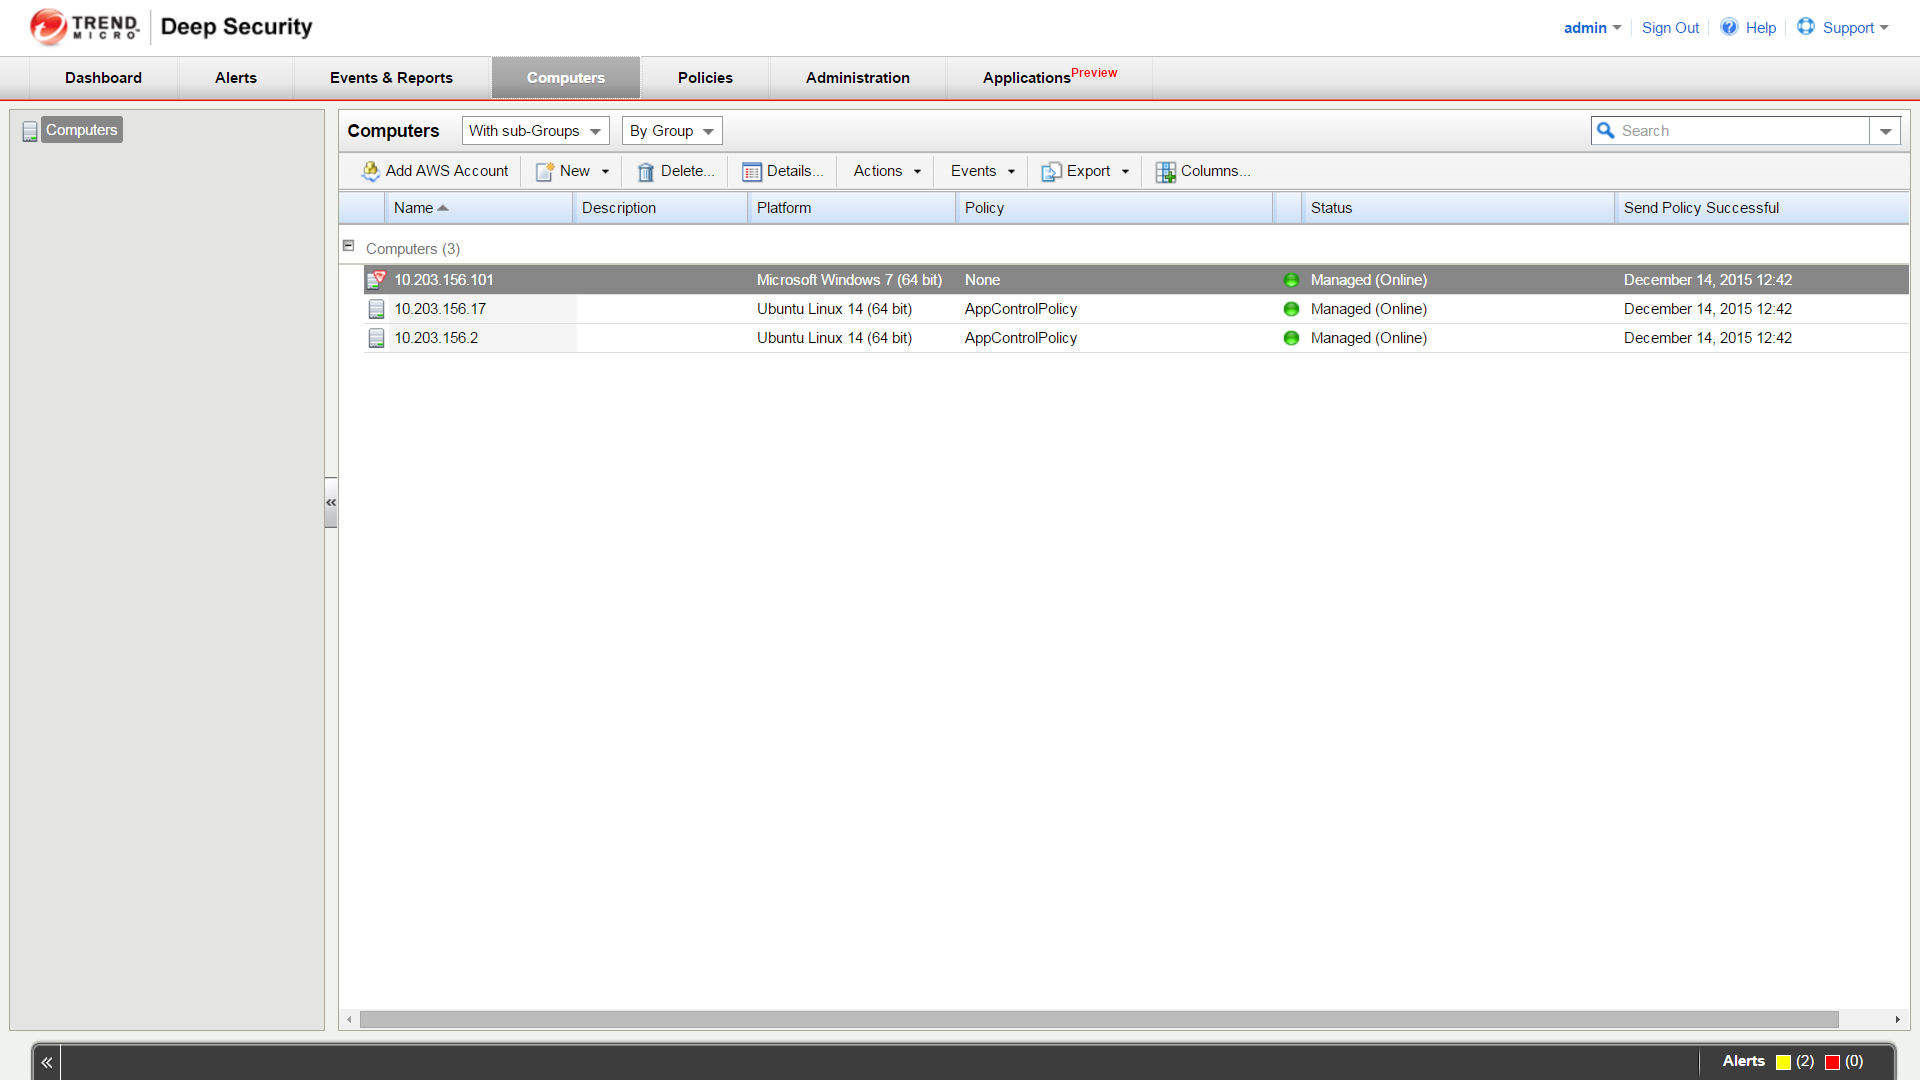 TREND MICRO Deep Security
admin Sign Out Help Support
Dashboard Alerts Events & Reports Computers Policies Administration Applications Preview
Computers
Computers With sub-Groups By Group Search
Add AWS Account New Delete... Details... Actions Events Export Columns...
Name Description Platform Policy Status Send Policy Successful
Computers (3)
10.203.156.101 Microsoft Windows 7 (64 bit) None Managed (Online) December 14, 2015 12:42
10.203.156.17 Ubuntu Linux 14 (64 bit) AppControlPolicy Managed (Online) December 14, 2015 12:42
10.203.156.2 Ubuntu Linux 14 (64 bit) AppControlPolicy Managed (Online) December 14, 2015 12:42
Alerts (2) (0)